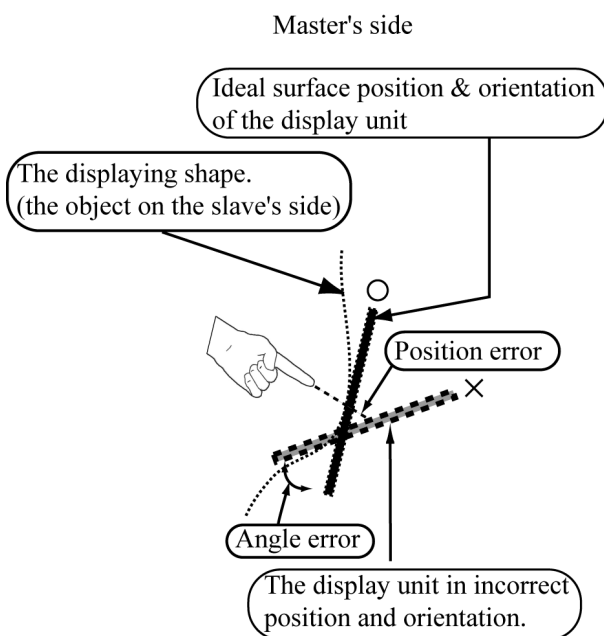 Master's side
Ideal surface position & orientation
of the display unit
The displaying shape.
(the object on the slave's side)
Position error
Angle error
The display unit in incorrect
position and orientation.